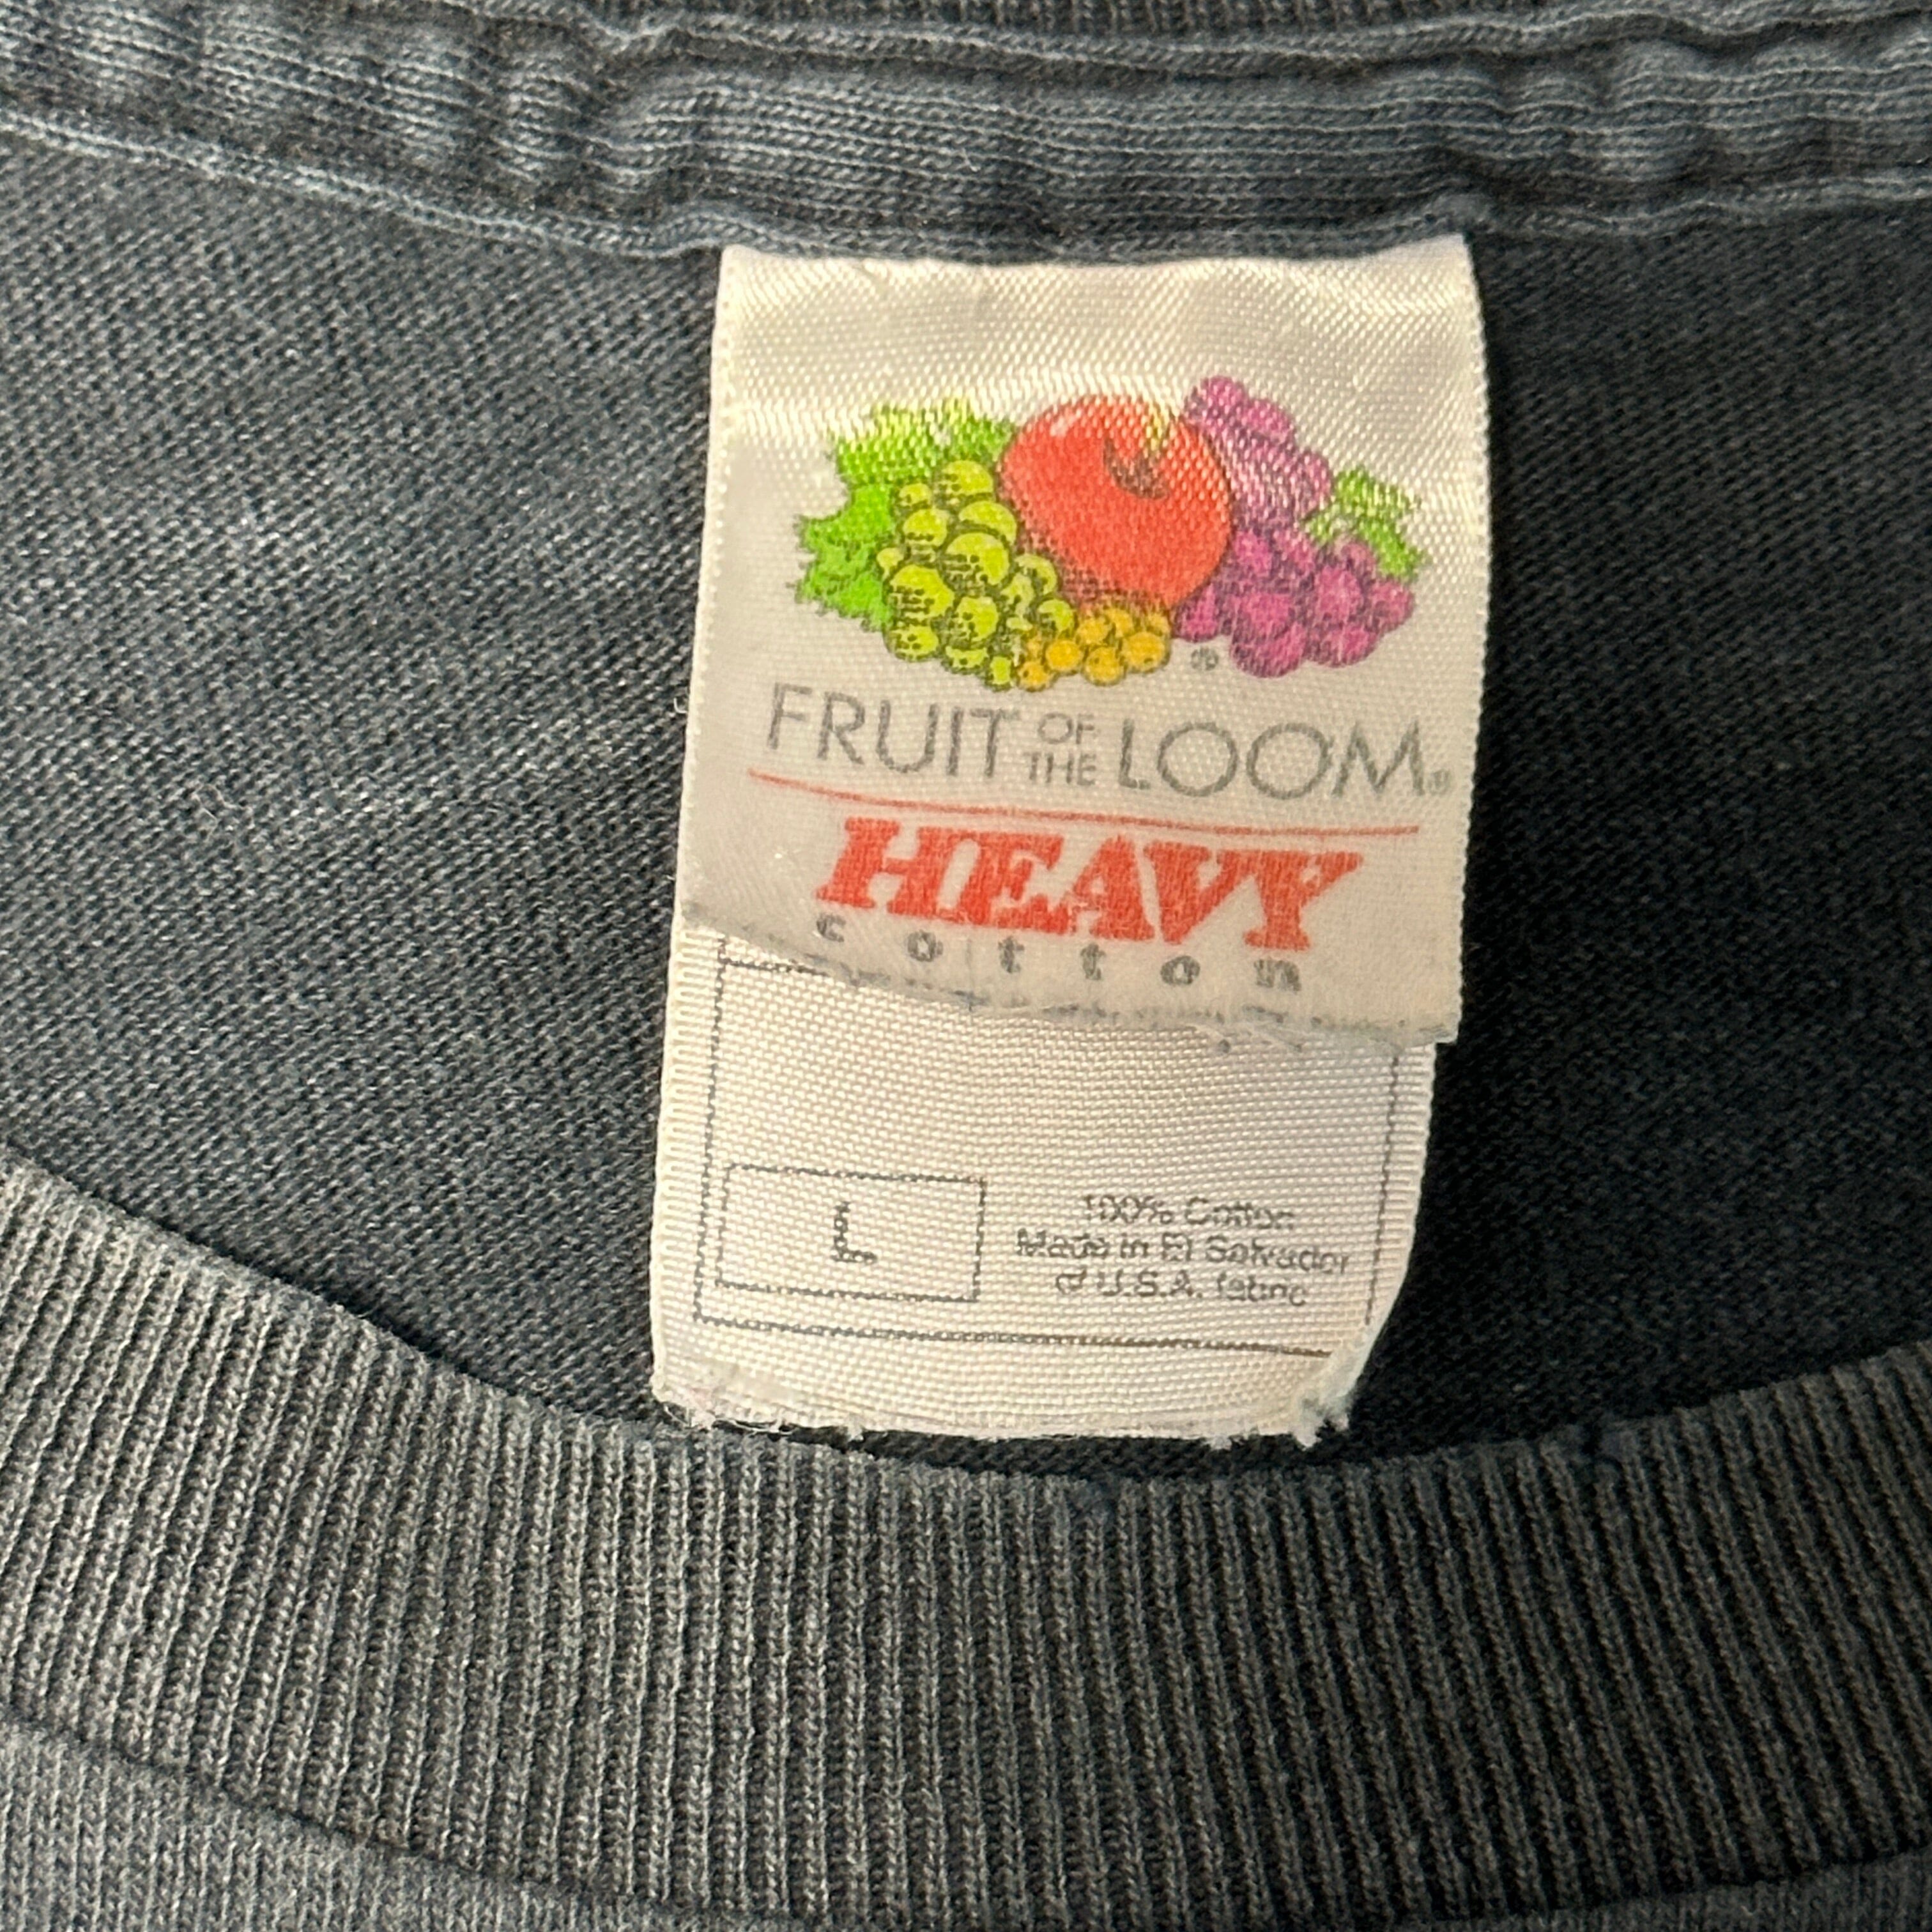 ®
FRUIT OF THE LOOM®
HEAVY
cotton
L
100% Cotton
Made in El Salvador
of U.S.A. fabric